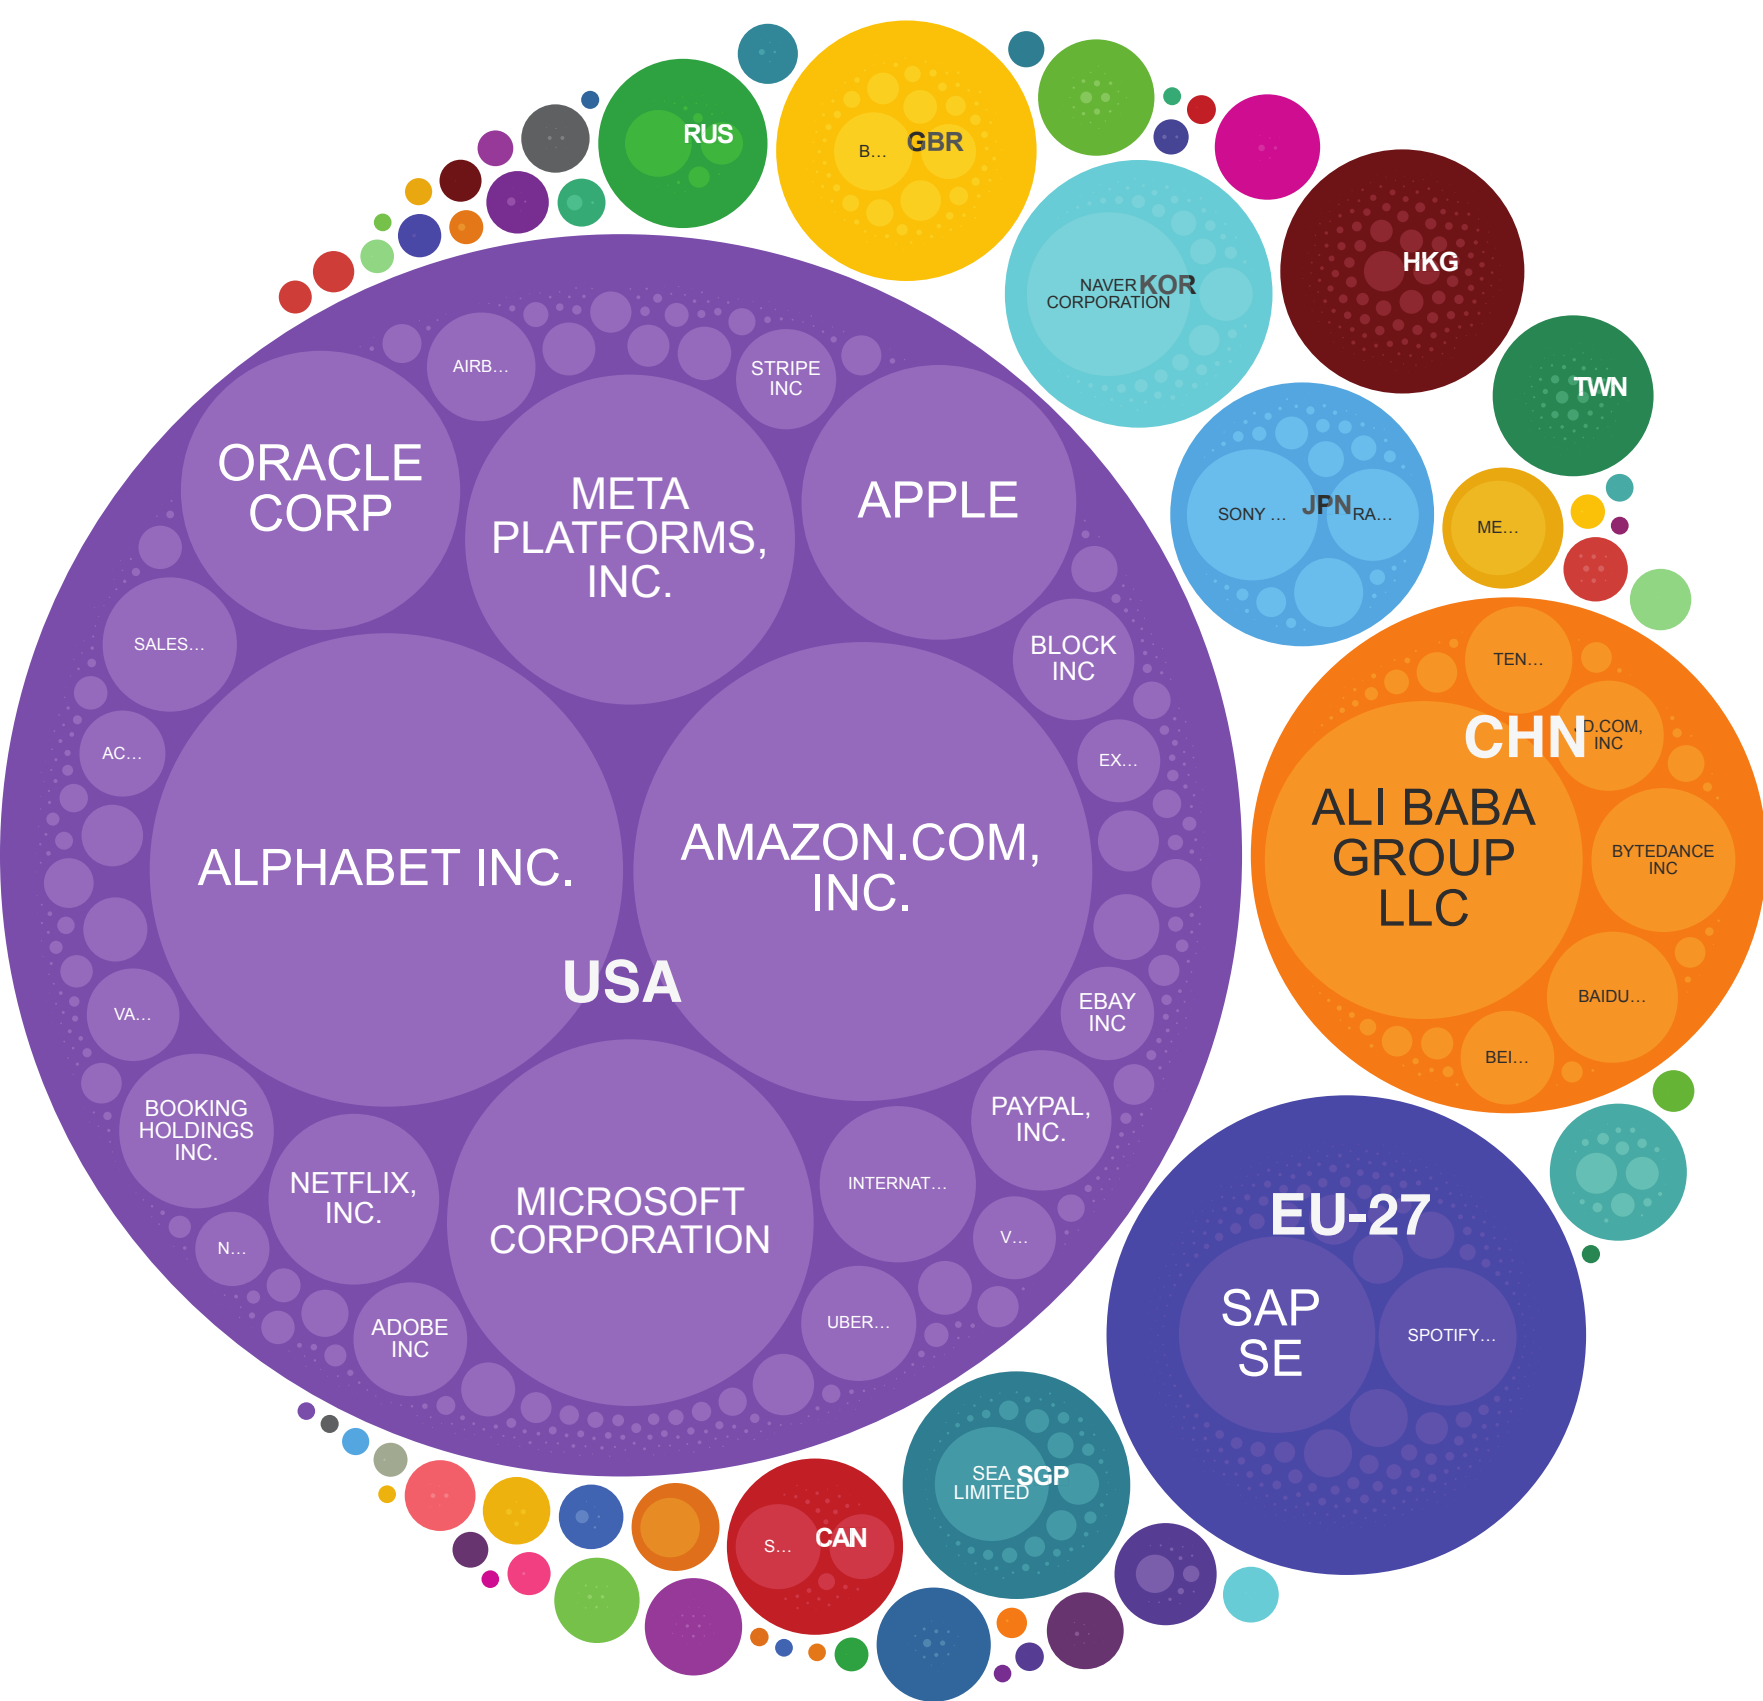 RUS
B...
GBR
NAVER
CORPORATION
KOR
HKG
TWN
AIRB...
STRIPE
INC
ORACLE
CORP
META
PLATFORMS,
INC.
APPLE
SONY ...
JPN
RA...
ME...
SALES...
BLOCK
INC
TEN...
CHN
JD.COM,
INC
AC...
EX...
ALI BABA
GROUP
LLC
BYTEDANCE
INC
ALPHABET INC.
AMAZON.COM,
INC.
USA
VA...
EBAY
INC
BAIDU...
BEI...
BOOKING
HOLDINGS
INC.
NETFLIX,
INC.
MICROSOFT
CORPORATION
INTERNAT...
PAYPAL,
INC.
N...
V...
ADOBE
INC
UBER...
EU-27
SAP
SE
SPOTIFY...
SEA
LIMITED
SGP
S...
CAN